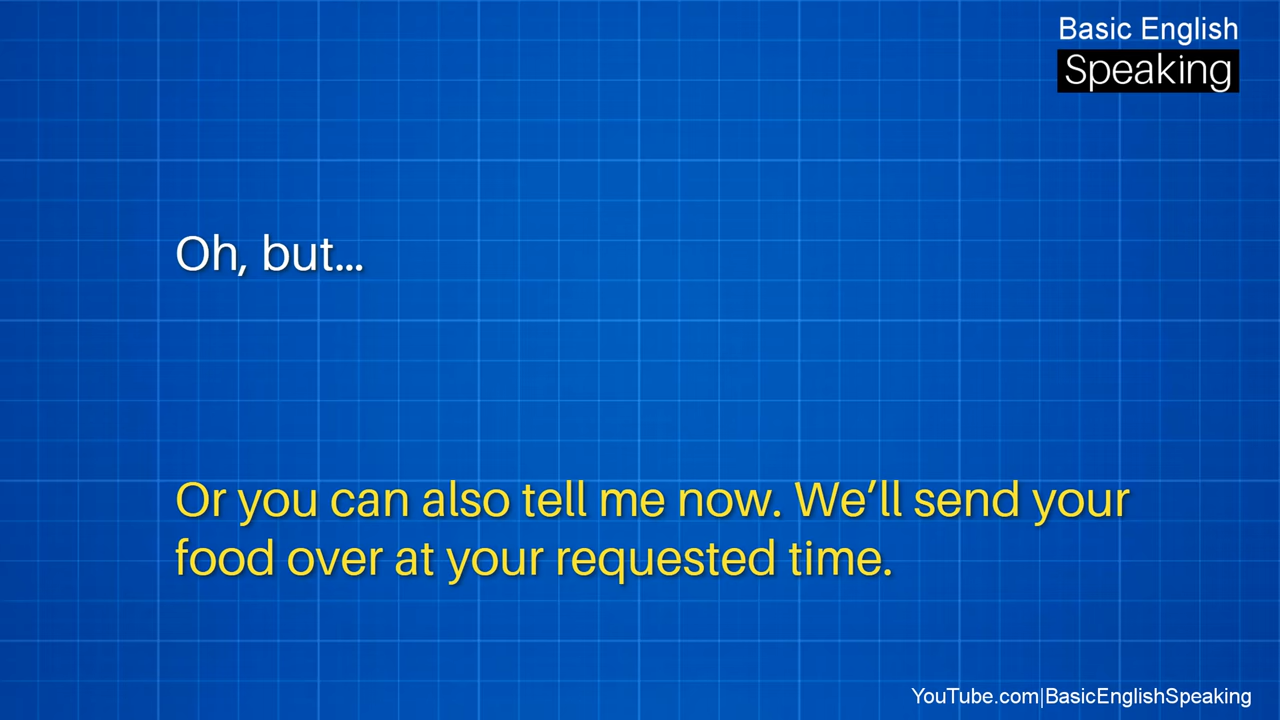 Basic English
Speaking
Oh, but...
Or you can also tell me now. We’ll send your
food over at your requested time.
YouTube.com|BasicEnglishSpeaking